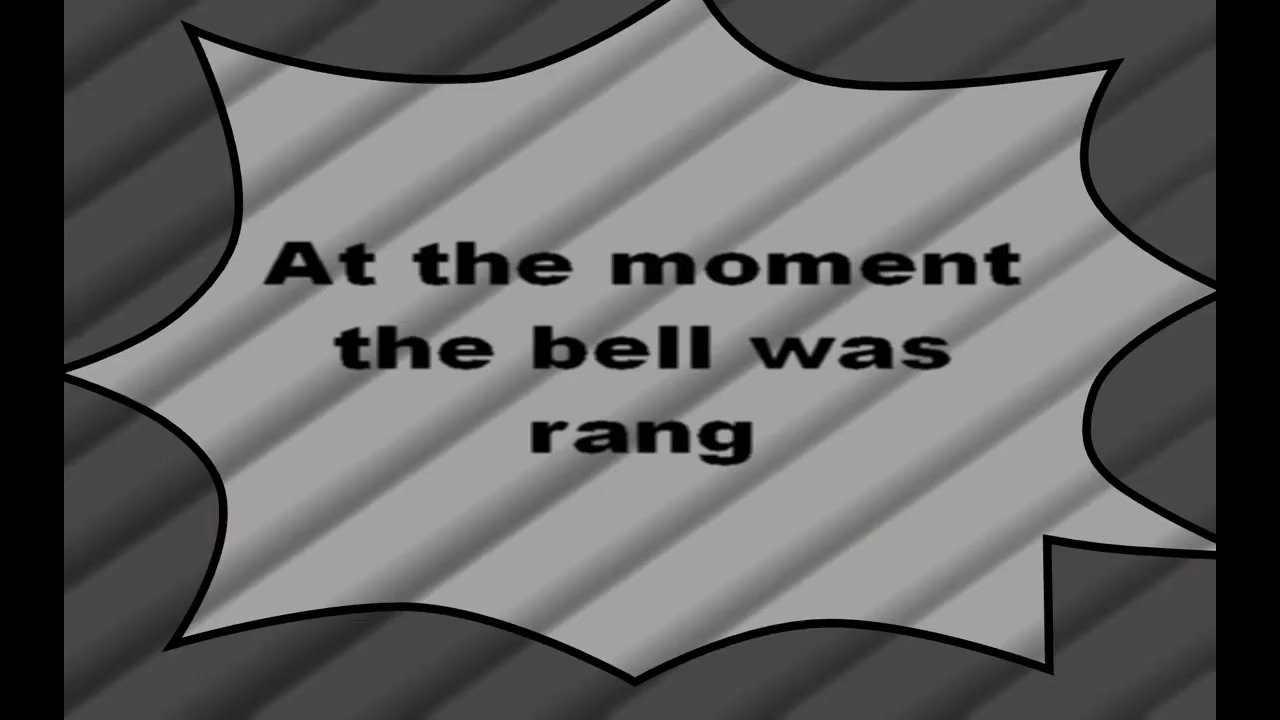 At the moment
the bell was
rang